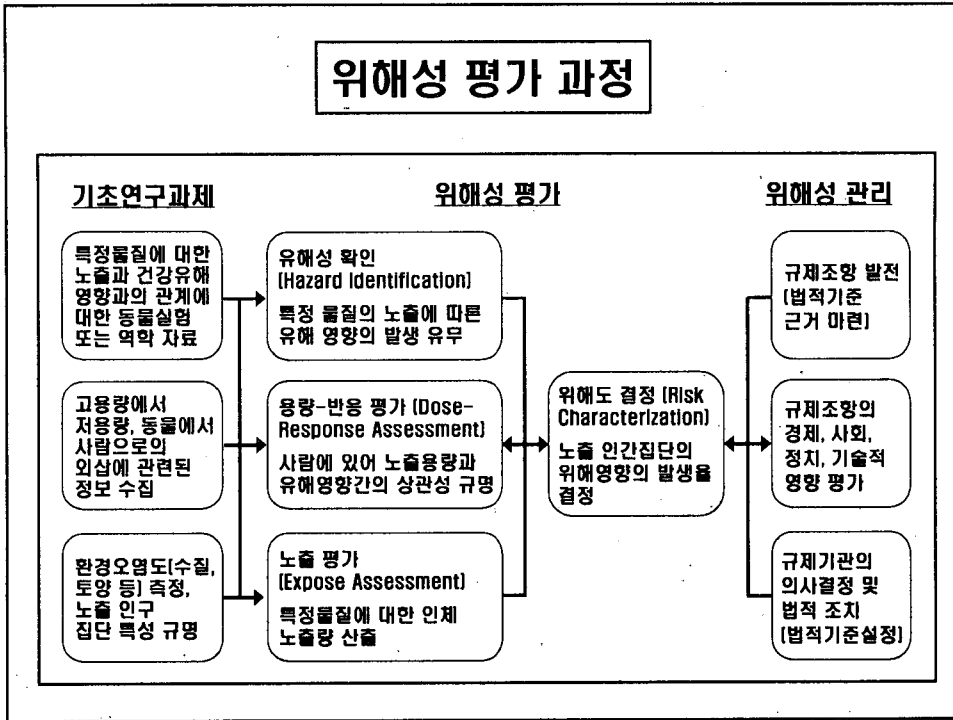 위해성 평가 과정
기초연구과제
특정물질에 대한
노출과 건강유해
영향과의 관계에
대한 동물실험
또는 역학 자료
고용량에서
저용량, 동물에서
사람으로의
외삽에 관련된
정보 수집
환경오염도(수질,
토양 등) 측정,
노출 인구
집단 특성 규명
위해성 평가
유해성 확인
(Hazard Identification)
특정 물질의 노출에 따른
유해 영향의 발생 유무
용량-반응 평가 (Dose-
Response Assessment)
사람에 있어 노출용량과
유해영향간의 상관성 규명
노출 평가
(Expose Assessment)
특정물질에 대한 인체
노출량 산출
위해도 결정 (Risk
Characterization)
노출 인간집단의
위해영향의 발생율
결정
위해성 관리
규제조항 발전
(법적기준
근거 마련)
규제조항의
경제, 사회,
정치, 기술적
영향 평가
규제기관의
의사결정 및
법적 조치
(법적기준설정)